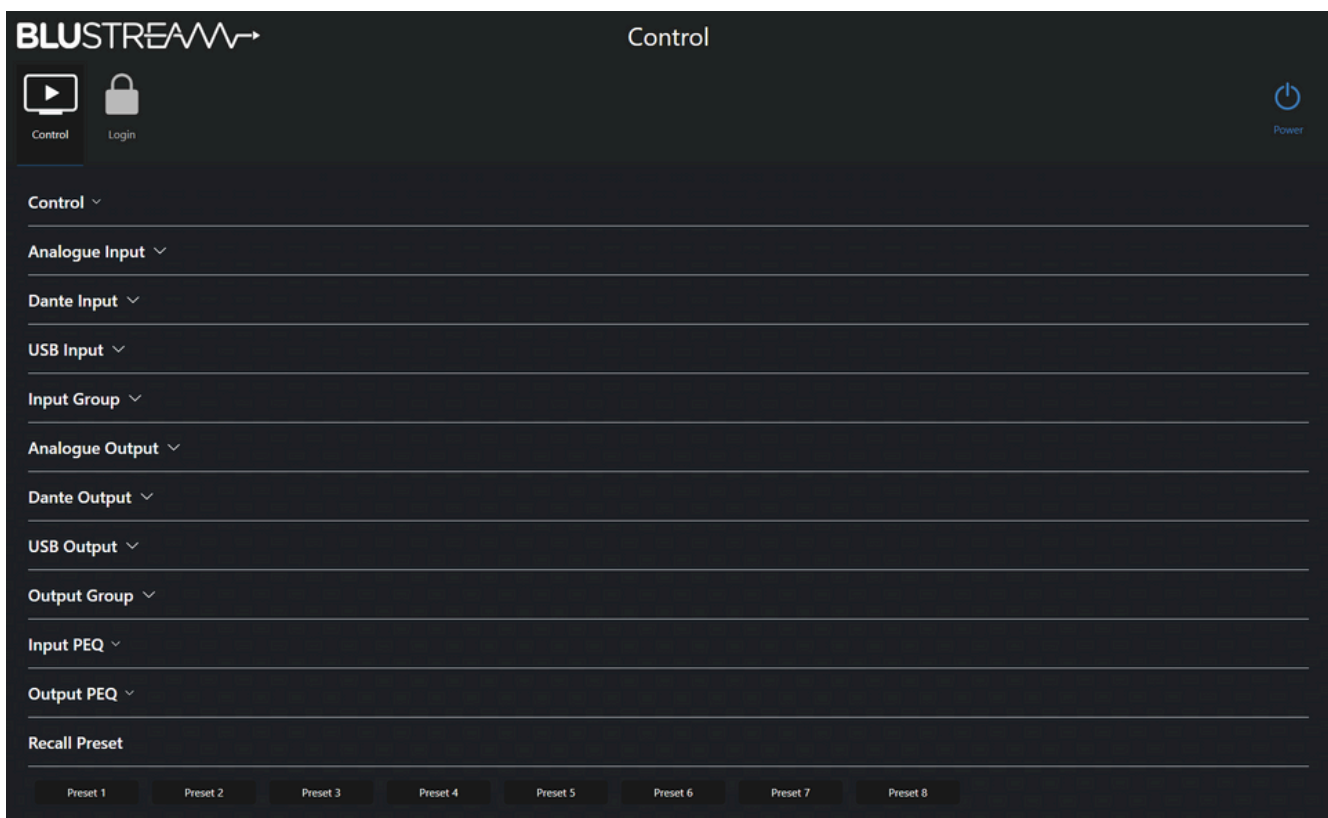 BLUSTREAM
Control
Control
Login
Power
Control
Analogue Input
Dante Input
USB Input
Input Group
Analogue Output
Dante Output
USB Output
Output Group
Input PEQ
Output PEQ
Recall Preset
Preset 1 Preset 2 Preset 3 Preset 4 Preset 5 Preset 6 Preset 7 Preset 8